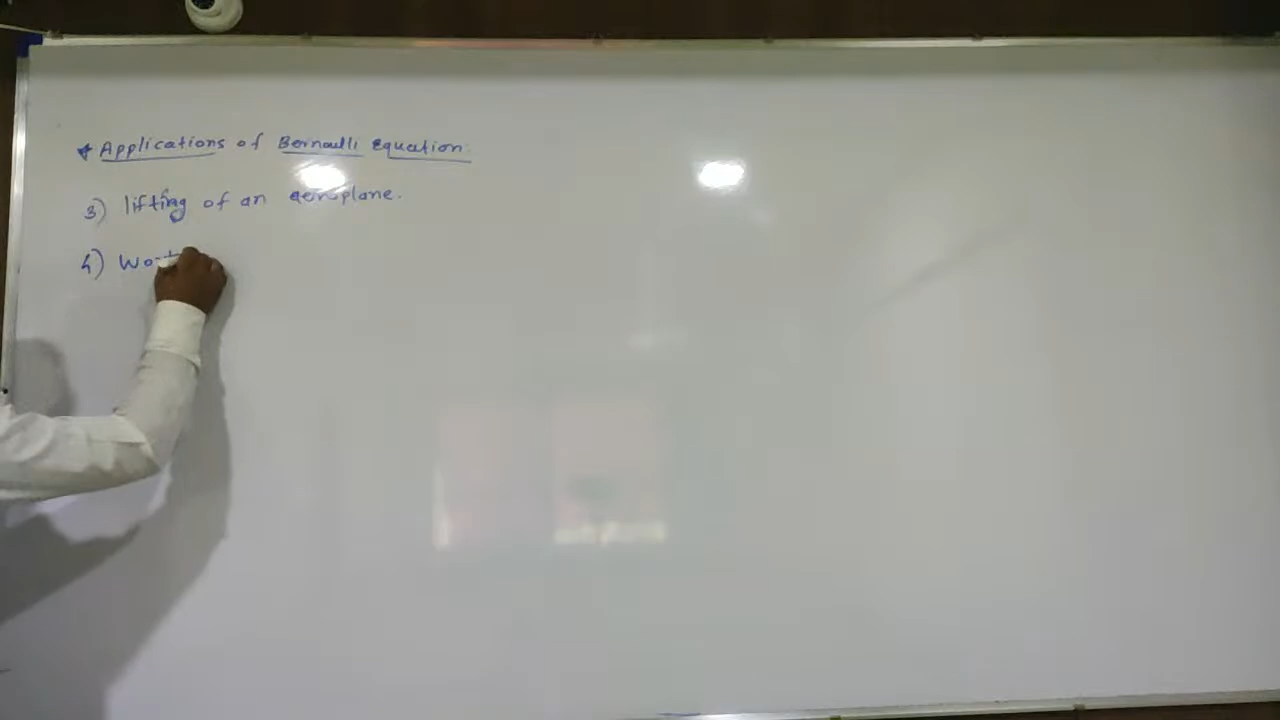 * Applications of Bernoulli Equation:
3) lifting of an aeroplane.
4) Wo